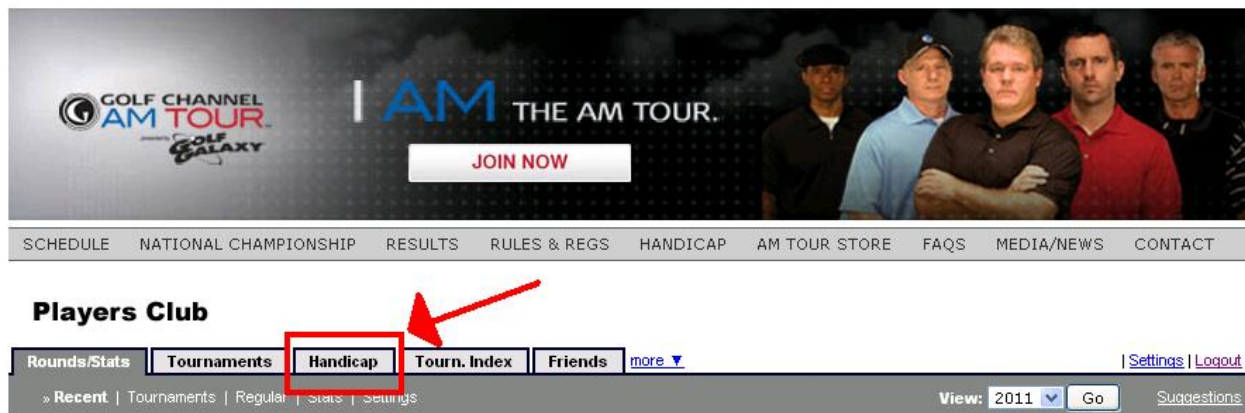 GOLF CHANNEL
AM TOUR
presented by GOLF
GALAXY
I AM THE AM TOUR.
JOIN NOW
SCHEDULE NATIONAL CHAMPIONSHIP RESULTS RULES & REGS HANDICAP AM TOUR STORE FAQS MEDIA/NEWS CONTACT
Players Club
Rounds/Stats Tournaments Handicap Tourn. Index Friends more ▼ | Settings | Logout
» Recent | Tournaments | Regular | Stats | Settings View: 2011 Go Suggestions